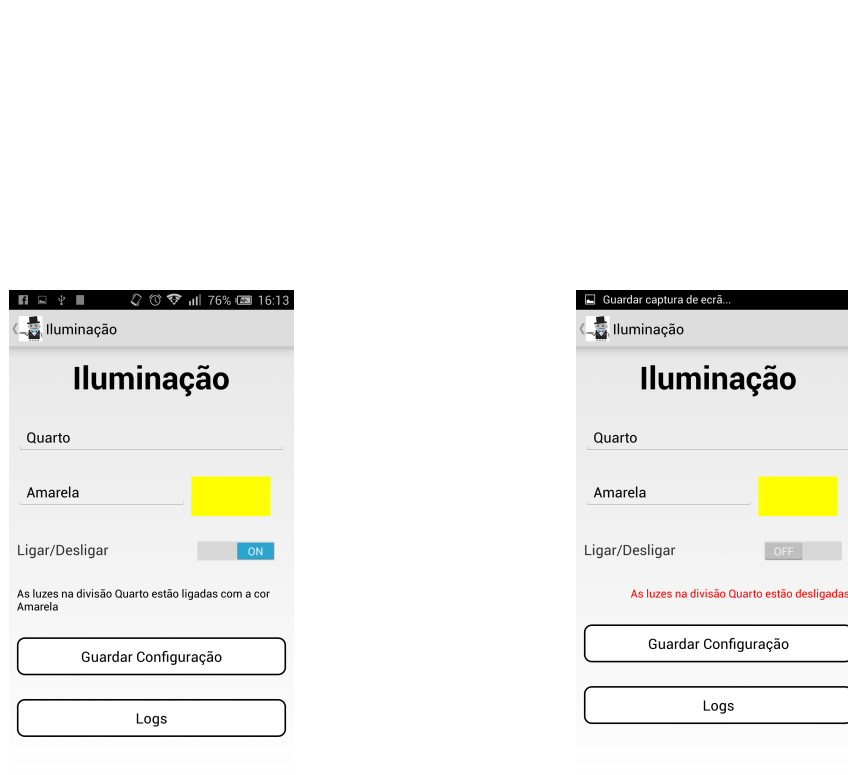 76% 16:13
Iluminação
Iluminação
Quarto
Amarela
Ligar/Desligar ON
As luzes na divisão Quarto estão ligadas com a cor
Amarela
Guardar Configuração
Logs
Guardar captura de ecrã...
Iluminação
Iluminação
Quarto
Amarela
Ligar/Desligar OFF
As luzes na divisão Quarto estão desligadas
Guardar Configuração
Logs